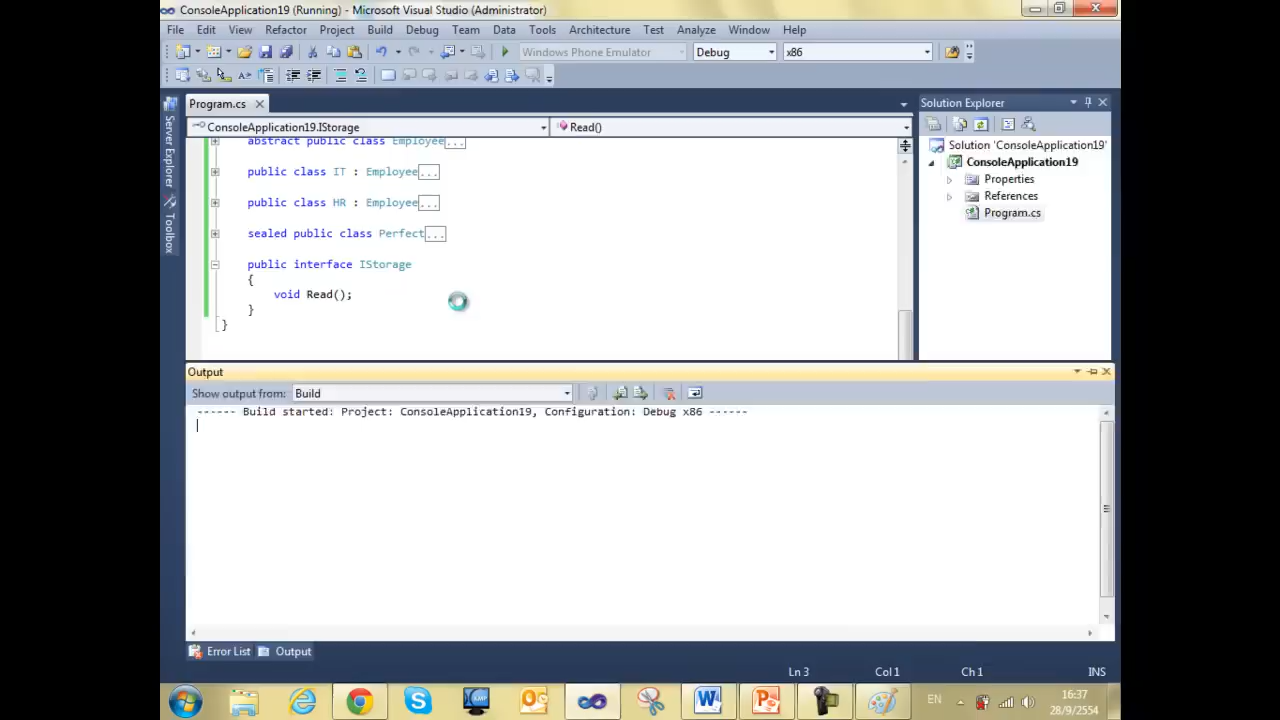 ConsoleApplication19 (Running) - Microsoft Visual Studio (Administrator)
File Edit View Refactor Project Build Debug Team Data Tools Architecture Test Analyze Window Help
Windows Phone Emulator Debug x86
Program.cs
Solution Explorer
ConsoleApplication19.IStorage Read()
abstract public class Employee...
public class IT : Employee...
public class HR : Employee...
sealed public class Perfect...
public interface IStorage
{
void Read();
}
}
Server Explorer
Toolbox
Solution 'ConsoleApplication19'
ConsoleApplication19
Properties
References
Program.cs
Output
Show output from: Build
------ Build started: Project: ConsoleApplication19, Configuration: Debug x86 ------
Error List Output
Ln 3 Col 1 Ch 1 INS
EN
16:37
28/9/2554